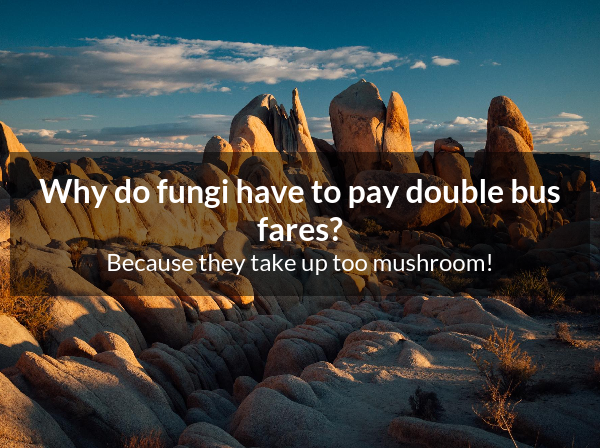 Why do fungi have to pay double bus
fares?
Because they take up too mushroom!